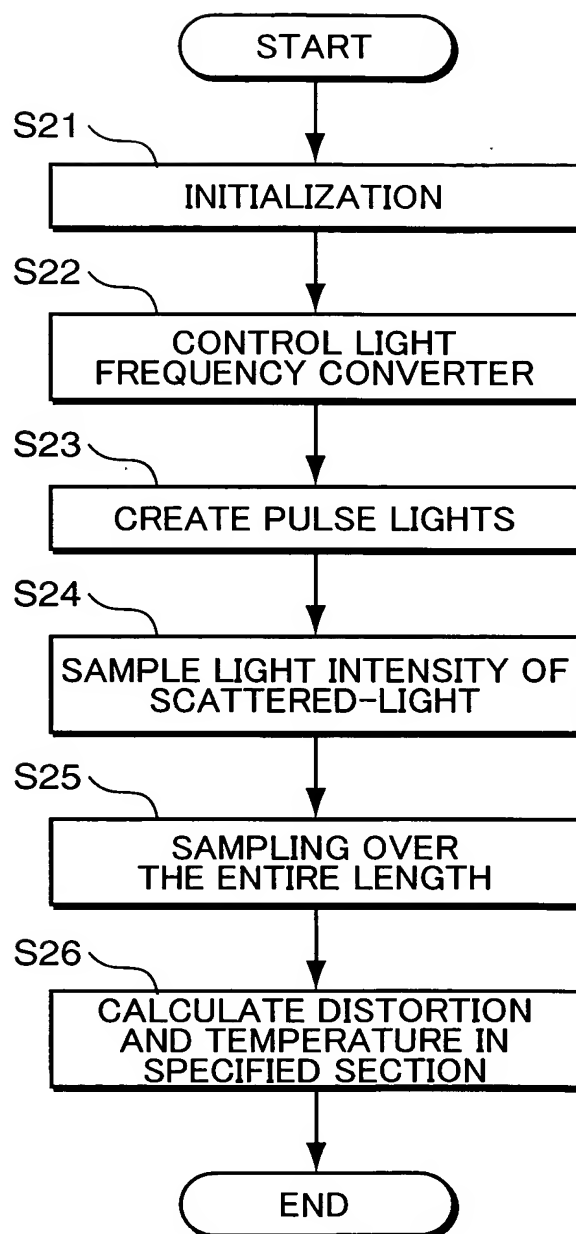 START
S21
INITIALIZATION
S22
CONTROL LIGHT
FREQUENCY CONVERTER
S23
CREATE PULSE LIGHTS
S24
SAMPLE LIGHT INTENSITY OF
SCATTERED-LIGHT
S25
SAMPLING OVER
THE ENTIRE LENGTH
S26
CALCULATE DISTORTION
AND TEMPERATURE IN
SPECIFIED SECTION
END